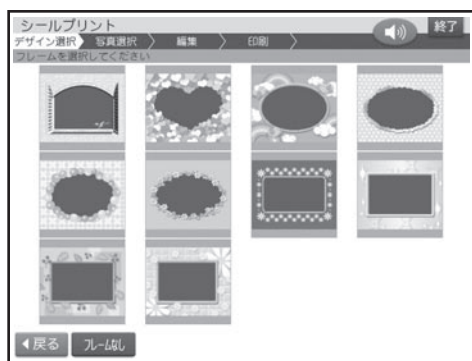 シールプリント
終了
デザイン選択 写真選択 編集 印刷
フレームを選択してください
戻る
フレームなし